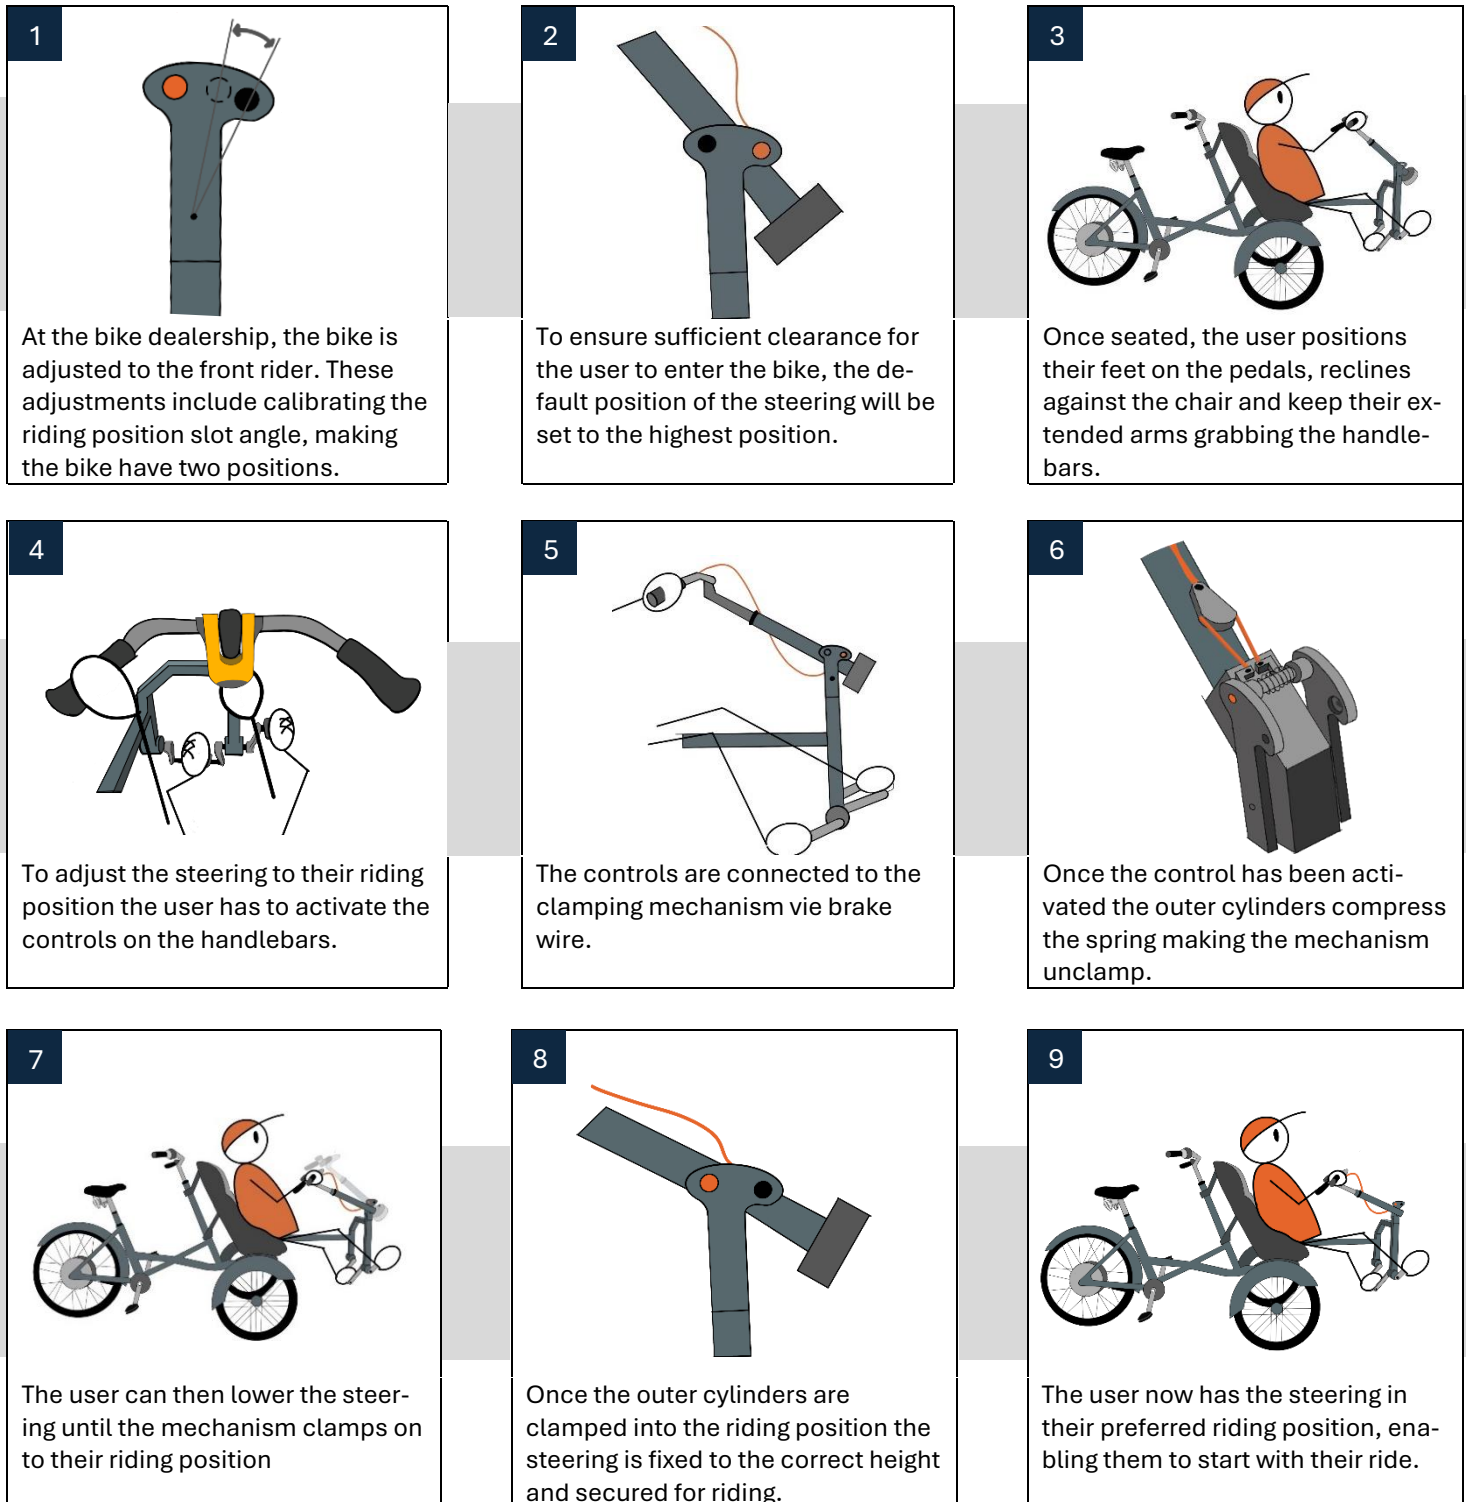 1
At the bike dealership, the bike is
adjusted to the front rider. These
adjustments include calibrating the
riding position slot angle, making
the bike have two positions.
2
To ensure sufficient clearance for
the user to enter the bike, the de-
fault position of the steering will be
set to the highest position.
3
Once seated, the user positions
their feet on the pedals, reclines
against the chair and keep their ex-
tended arms grabbing the handle-
bars.
4
To adjust the steering to their riding
position the user has to activate the
controls on the handlebars.
5
The controls are connected to the
clamping mechanism vie brake
wire.
6
Once the control has been acti-
vated the outer cylinders compress
the spring making the mechanism
unclamp.
7
The user can then lower the steer-
ing until the mechanism clamps on
to their riding position
8
Once the outer cylinders are
clamped into the riding position the
steering is fixed to the correct height
and secured for riding.
9
The user now has the steering in
their preferred riding position, ena-
bling them to start with their ride.